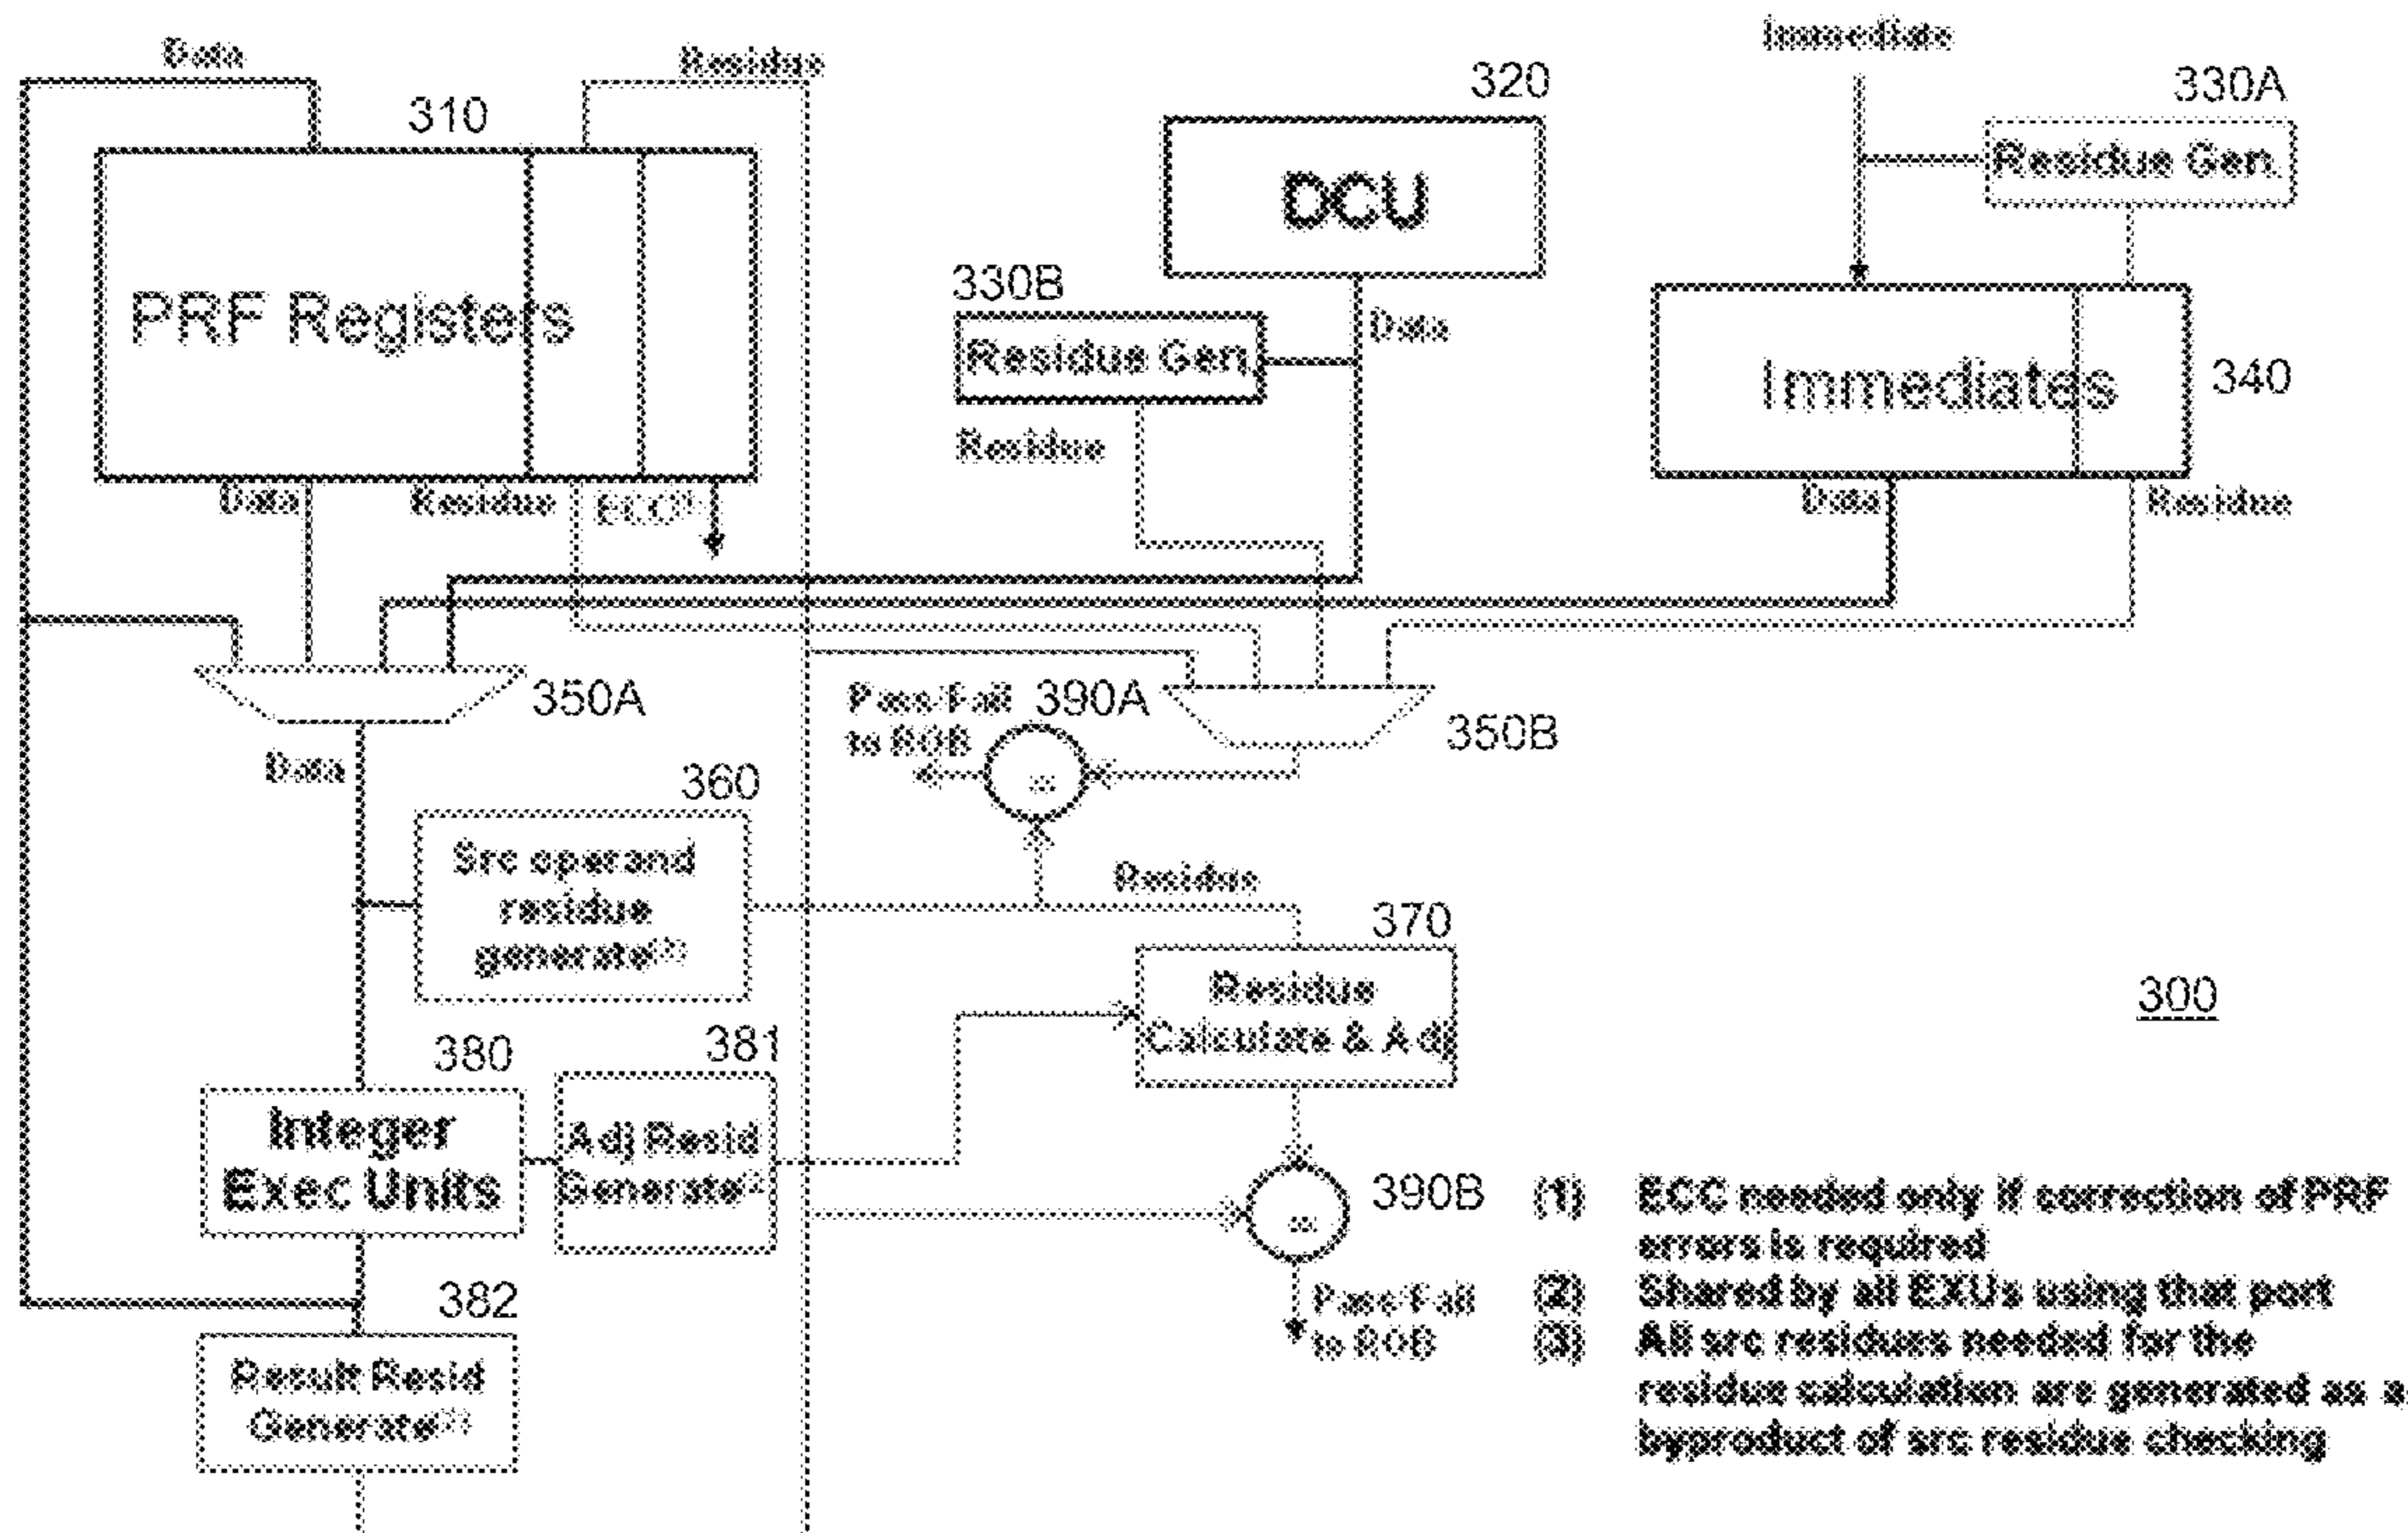 Data
Residue
Immediate
310
320
330A
Residue Gen.
DCU
PRF Registers
330B
Residue Gen.
Data
Residue
Immediates
340
Data
Residue
ECC(1)
Data
Residue
350A
Pass/Fail
to ROB
390A
350B
Data
360
Src operand
residue
generate(3)
Residue
370
Residue
Calculate & Adj
300
380
381
Integer
Exec Units
Adj Resid
Generate(2)
390B
Pass/Fail
to ROB
382
Result Resid
Generate(2)
(1) ECC needed only if correction of PRF
errors is required
(2) Shared by all EXUs using that port
(3) All src residues needed for the
residue calculation are generated as a
byproduct of src residue checking